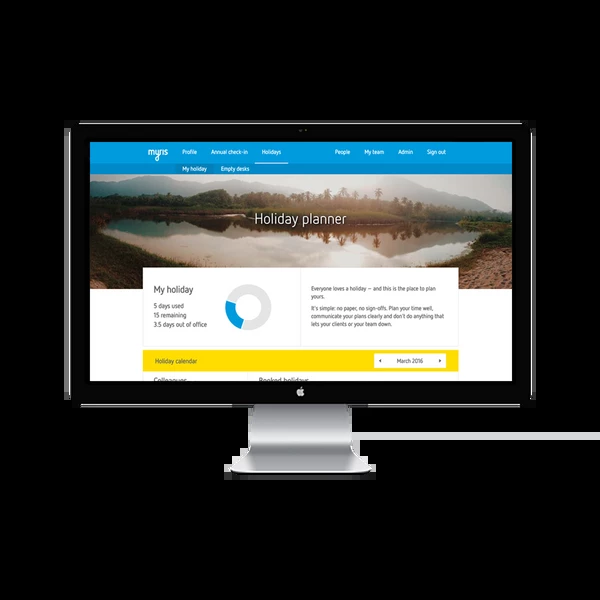 myns Profile Annual check-in Holidays People My team Admin Sign out
My holiday Empty desks
Holiday planner
My holiday
5 days used
15 remaining
3.5 days out of office
Everyone loves a holiday — and this is the place to plan
yours.
It's simple: no paper, no sign-offs. Plan your time well,
communicate your plans clearly and don't do anything that
lets your clients or your team down.
Holiday calendar March 2016
Colleagues Booked holidays